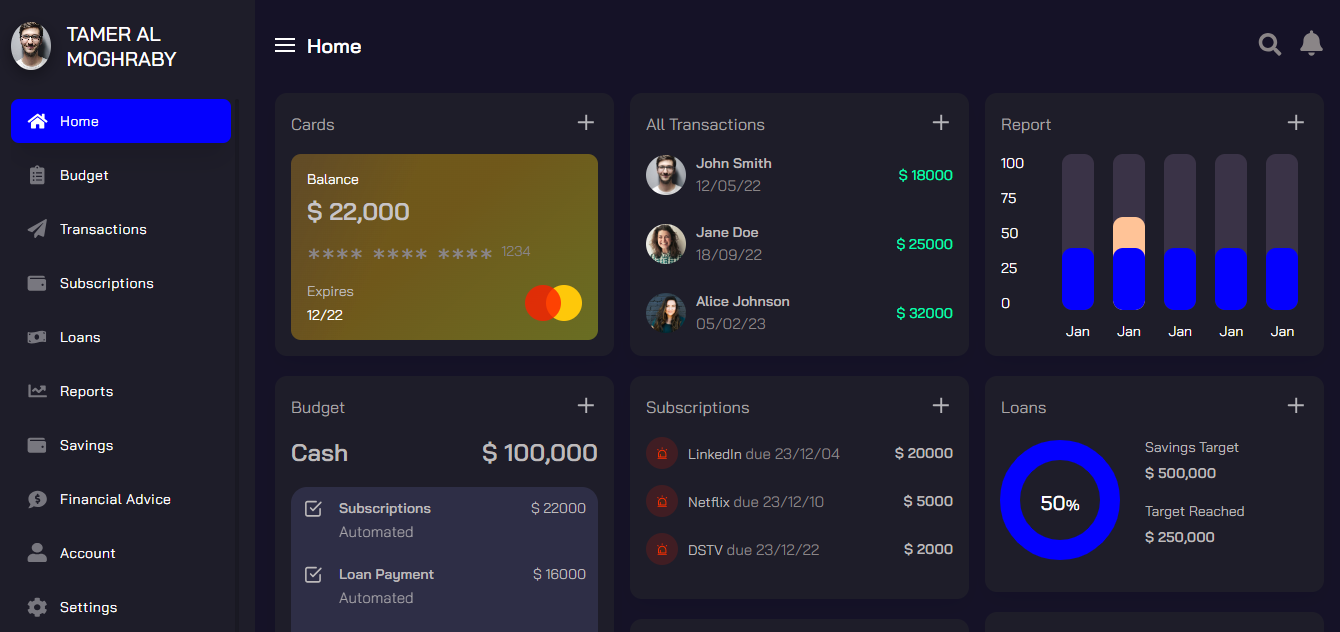 TAMER AL
MOGHRABY
Home
Budget
Transactions
Subscriptions
Loans
Reports
Savings
Financial Advice
Account
Settings
Home
Cards
Balance
$ 22,000
**** **** **** 1234
Expires
12/22
All Transactions
John Smith
12/05/22
$ 18000
Jane Doe
18/09/22
$ 25000
Alice Johnson
05/02/23
$ 32000
Report
100
75
50
25
0
Jan Jan Jan Jan Jan
Budget
Cash $ 100,000
Subscriptions $ 22000
Automated
Loan Payment $ 16000
Automated
Subscriptions
LinkedIn due 23/12/04 $ 20000
Netflix due 23/12/10 $ 5000
DSTV due 23/12/22 $ 2000
Loans
50%
Savings Target
$ 500,000
Target Reached
$ 250,000